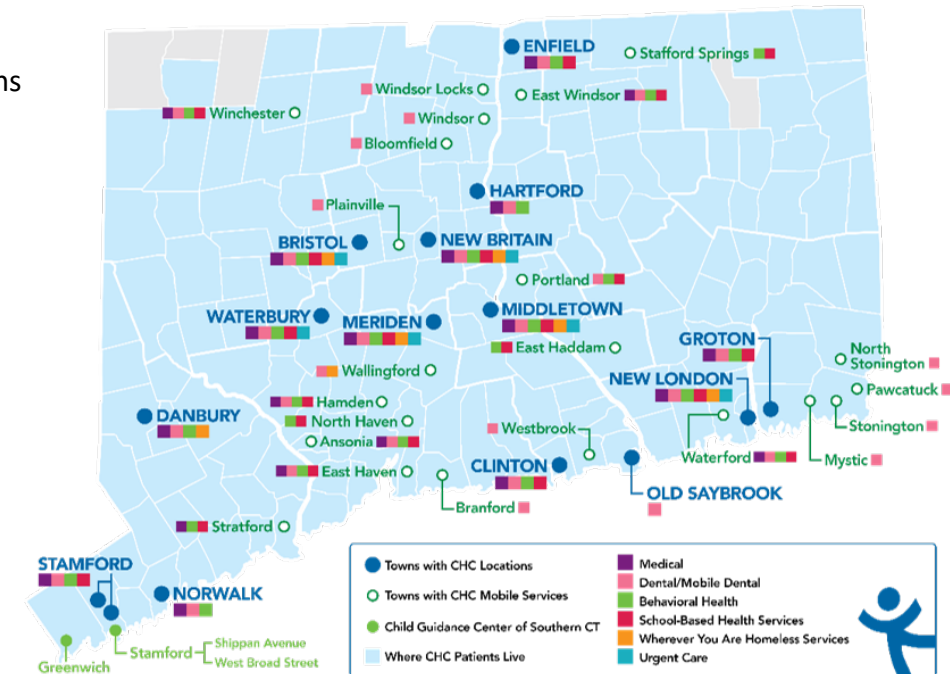 ns
ENFIELD
Stafford Springs
Windsor Locks
East Windsor
Winchester
Windsor
Bloomfield
HARTFORD
Plainville
BRISTOL
NEW BRITAIN
Portland
WATERBURY
MERIDEN
MIDDLETOWN
East Haddam
GROTON
North
Stonington
Wallingford
NEW LONDON
Pawcatuck
Hamden
DANBURY
North Haven
Westbrook
Stonington
Ansonia
Waterford
Mystic
East Haven
CLINTON
OLD SAYBROOK
Branford
Stratford
STAMFORD
NORWALK
Stamford
Shippan Avenue
West Broad Street
Greenwich
Towns with CHC Locations
Towns with CHC Mobile Services
Child Guidance Center of Southern CT
Where CHC Patients Live
Medical
Dental/Mobile Dental
Behavioral Health
School-Based Health Services
Wherever You Are Homeless Services
Urgent Care